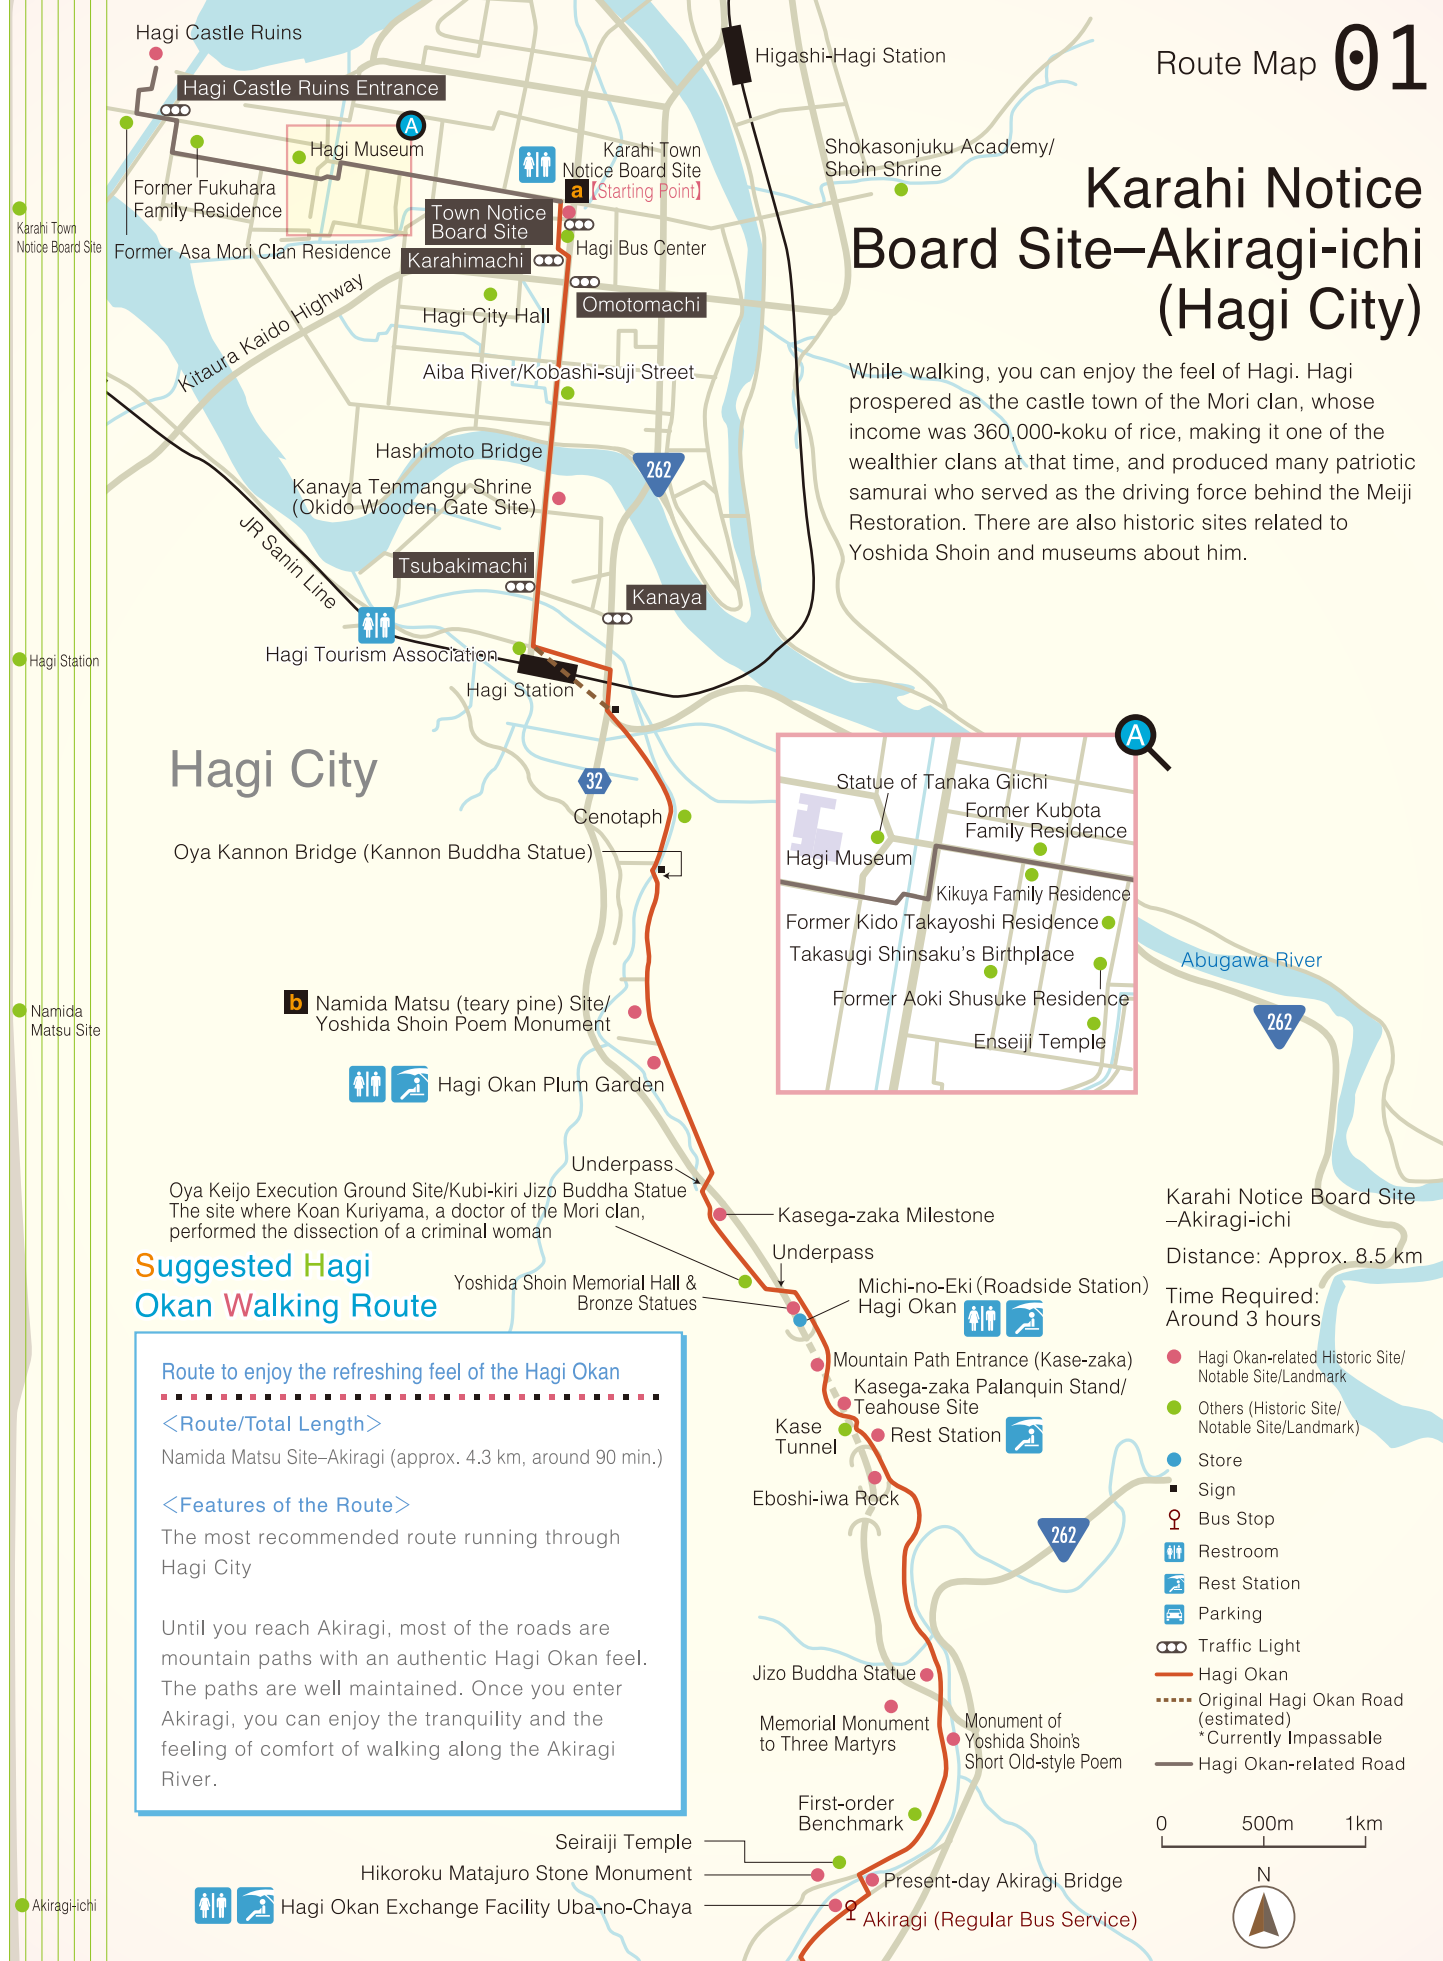 Route Map 01
Karahi Notice
Board Site–Akiragi-ichi
(Hagi City)
While walking, you can enjoy the feel of Hagi. Hagi
prospered as the castle town of the Mori clan, whose
income was 360,000-koku of rice, making it one of the
wealthier clans at that time, and produced many patriotic
samurai who served as the driving force behind the Meiji
Restoration. There are also historic sites related to
Yoshida Shoin and museums about him.
Hagi Castle Ruins
Hagi Castle Ruins Entrance
Higashi-Hagi Station
A
Hagi Museum
Karahi Town
Notice Board Site
a 【Starting Point】
Shokasonjuku Academy/
Shoin Shrine
Former Fukuhara
Family Residence
Former Asa Mori Clan Residence
Town Notice
Board Site
Hagi Bus Center
Karahimachi
Omotomachi
Hagi City Hall
Kitaura Kaido Highway
Aiba River/Kobashi-suji Street
Hashimoto Bridge
262
Kanaya Tenmangu Shrine
(Okido Wooden Gate Site)
JR Sanin Line
Tsubakimachi
Kanaya
Hagi Tourism Association
Hagi Station
Karahi Town
Notice Board Site
Hagi Station
Namida
Matsu Site
Akiragi-ichi
Hagi City
32
Cenotaph
Oya Kannon Bridge (Kannon Buddha Statue)
A
Statue of Tanaka Giichi
Former Kubota
Family Residence
Hagi Museum
Kikuya Family Residence
Former Kido Takayoshi Residence
Takasugi Shinsaku's Birthplace
Former Aoki Shusuke Residence
Enseiji Temple
Abugawa River
262
b Namida Matsu (teary pine) Site/
Yoshida Shoin Poem Monument
Hagi Okan Plum Garden
Underpass
Oya Keijo Execution Ground Site/Kubi-kiri Jizo Buddha Statue
The site where Koan Kuriyama, a doctor of the Mori clan,
performed the dissection of a criminal woman
Kasega-zaka Milestone
Underpass
Yoshida Shoin Memorial Hall &
Bronze Statues
Michi-no-Eki (Roadside Station)
Hagi Okan
Mountain Path Entrance (Kase-zaka)
Kasega-zaka Palanquin Stand/
Teahouse Site
Kase
Tunnel
Rest Station
Eboshi-iwa Rock
262
Jizo Buddha Statue
Memorial Monument
to Three Martyrs
Monument of
Yoshida Shoin's
Short Old-style Poem
First-order
Benchmark
Seiraiji Temple
Hikoroku Matajuro Stone Monument
Present-day Akiragi Bridge
Hagi Okan Exchange Facility Uba-no-Chaya
Akiragi (Regular Bus Service)
Suggested Hagi
Okan Walking Route
Route to enjoy the refreshing feel of the Hagi Okan
<Route/Total Length>
Namida Matsu Site–Akiragi (approx. 4.3 km, around 90 min.)
<Features of the Route>
The most recommended route running through
Hagi City
Until you reach Akiragi, most of the roads are
mountain paths with an authentic Hagi Okan feel.
The paths are well maintained. Once you enter
Akiragi, you can enjoy the tranquility and the
feeling of comfort of walking along the Akiragi
River.
Karahi Notice Board Site
–Akiragi-ichi
Distance: Approx. 8.5 km
Time Required:
Around 3 hours
Hagi Okan-related Historic Site/
Notable Site/Landmark
Others (Historic Site/
Notable Site/Landmark)
Store
Sign
Bus Stop
Restroom
Rest Station
Parking
Traffic Light
Hagi Okan
Original Hagi Okan Road
(estimated)
*Currently Impassable
Hagi Okan-related Road
0 500m 1km
N